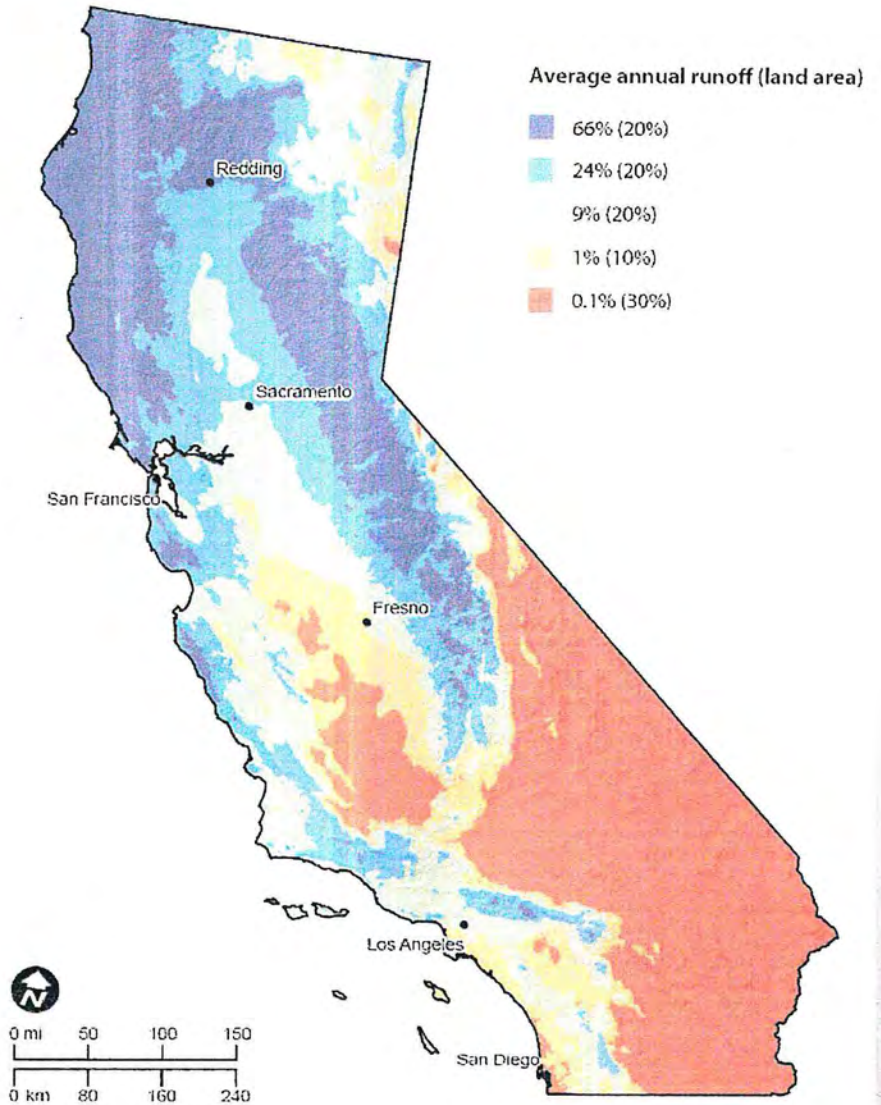 Average annual runoff (land area)
66% (20%)
24% (20%)
9% (20%)
1% (10%)
0.1% (30%)
Redding
Sacramento
San Francisco
Fresno
Los Angeles
San Diego
N
0 mi 50 100 150
0 km 80 160 240